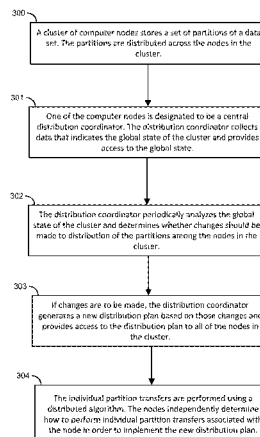 300
A cluster of computer nodes stores a set of partitions of a data
set. The partitions are distributed across the nodes in the
cluster.
301
One of the computer nodes is designated to be a central
distribution coordinator. The distribution coordinator collects
data that indicates the global state of the cluster and provides
access to the global state.
302
The distribution coordinator periodically analyzes the global
state of the cluster and determines whether changes should be
made to distribution of the partitions among the nodes in the
cluster.
303
If changes are to be made, the distribution coordinator
generates a new distribution plan based on those changes and
provides access to the distribution plan to all of the nodes in
the cluster.
304
The individual partition transfers are performed using a
distributed algorithm. The nodes independently determine
how to perform individual partition transfers associated with
the node in order to implement the new distribution plan.